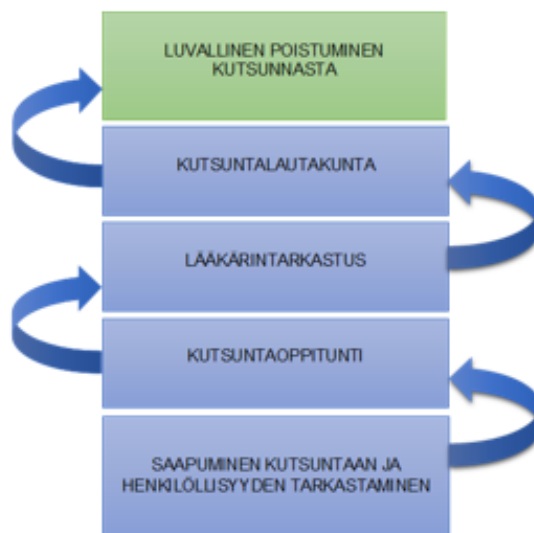 LUVALLINEN POISTUMINEN
KUTSUNNASTA
KUTSUNTALAUTAKUNTA
LÄÄKÄRINTARKASTUS
KUTSUNTAOPPITUNTI
SAAPUMINEN KUTSUNTAAN JA
HENKILÖLLISYYDEN TARKASTAMINEN